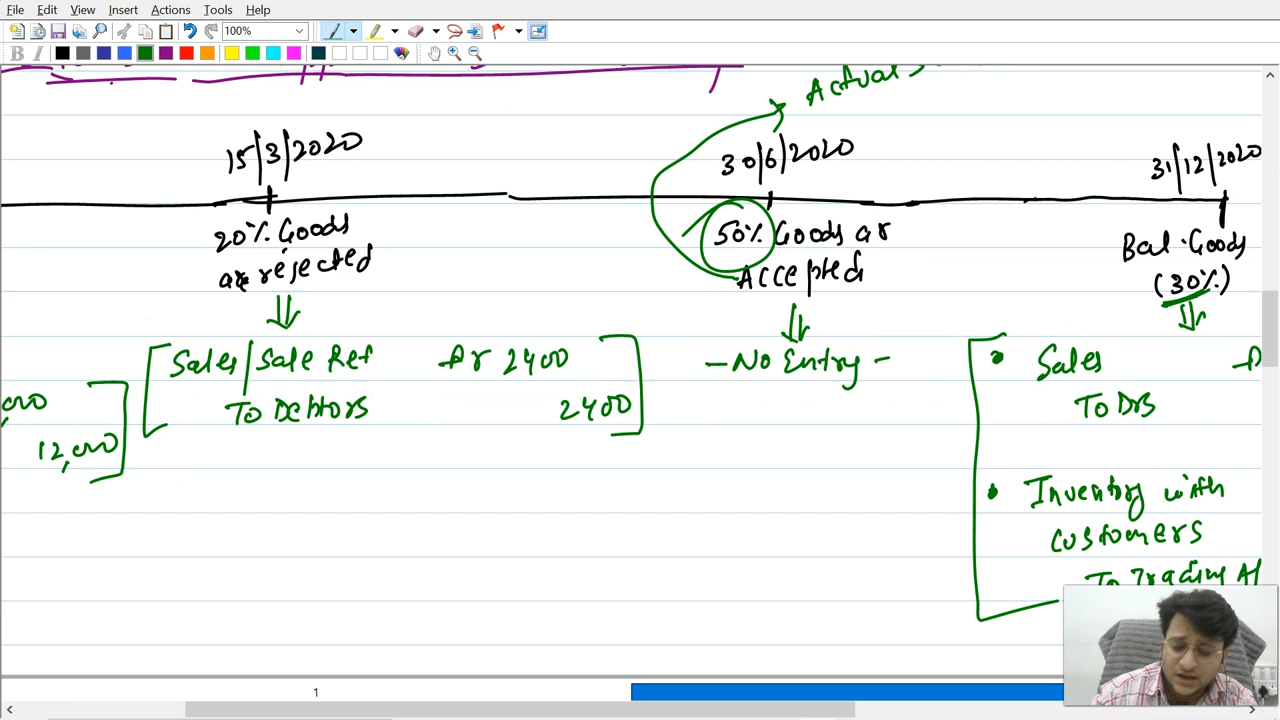 File Edit View Insert Actions Tools Help
100%
B I
Actual
15/3/2020
30/6/2020
31/12/2020
20% Goods
are rejected
50% Goods ar
Accepted
Bal. Goods
(30%)
Sales/Sale Ret Dr 2400
To Debtors 2400
12,000
- No Entry -
Sales D
To Drs
Inventory with
customers
To Trading A/
1